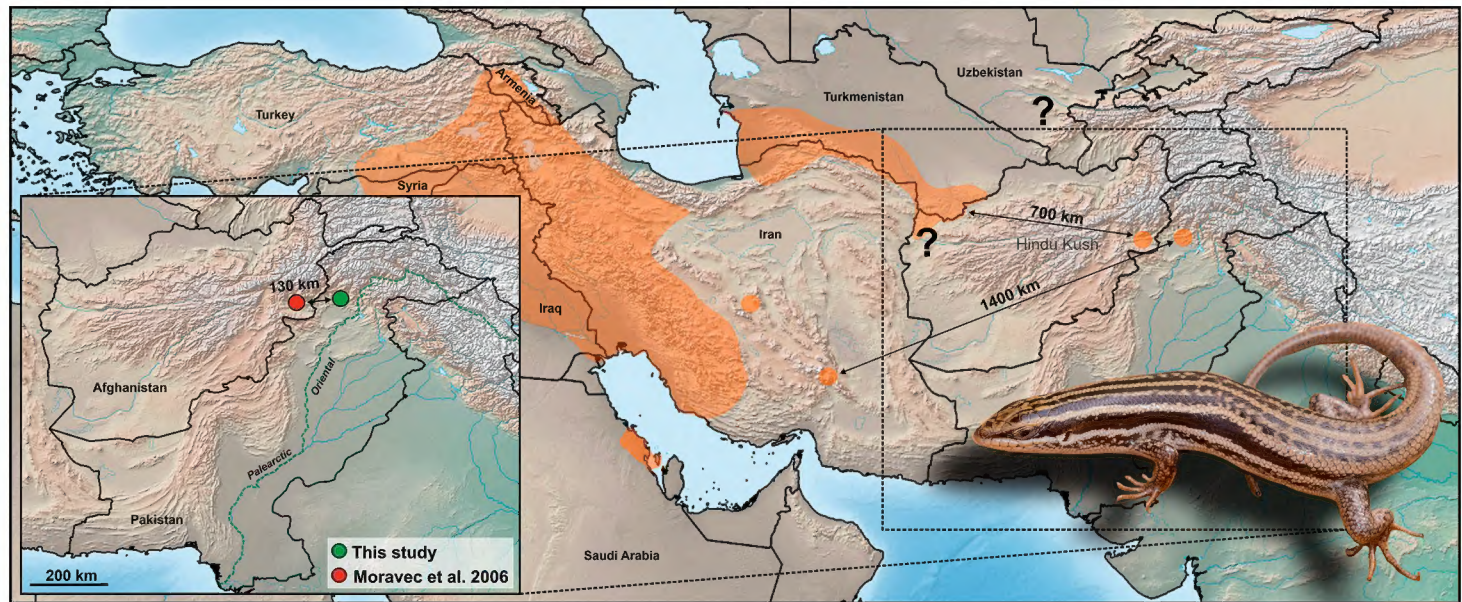 Armenia
Uzbekistan
Turkey
Turkmenistan
?
Syria
700 km
Iran
Hindu Kush
?
1400 km
Iraq
130 km
Afghanistan
Oriental
Palearctic
Pakistan
Saudi Arabia
This study
Moravec et al. 2006
200 km